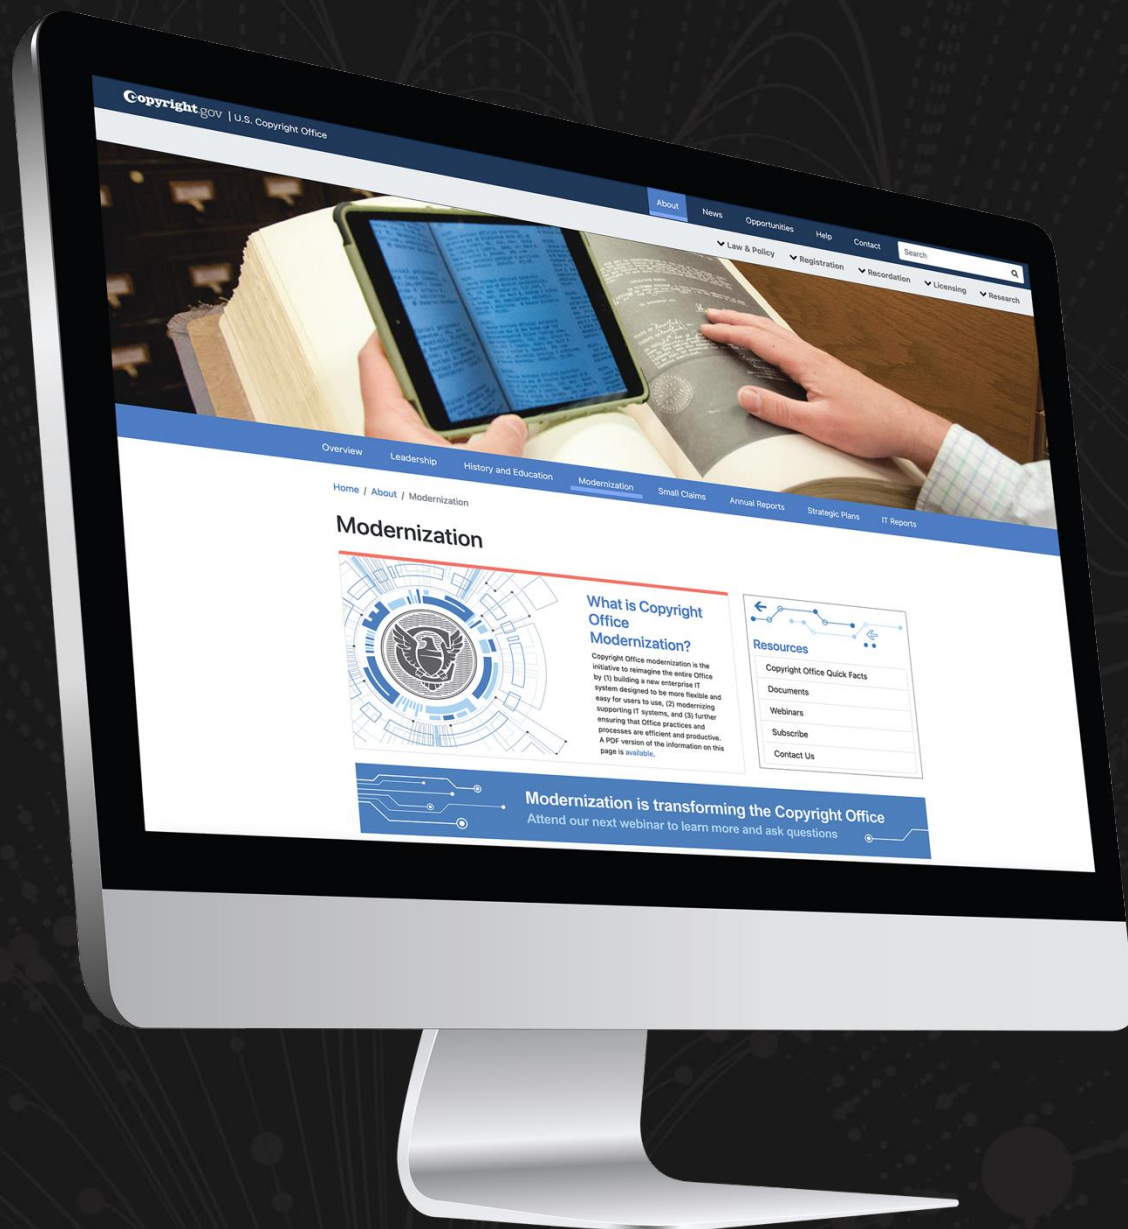 Copyright.gov | U.S. Copyright Office
About News Opportunities Help Contact Search
Law & Policy Registration Recordation Licensing Research
Overview Leadership History and Education Modernization Small Claims Annual Reports Strategic Plans IT Reports
Home / About / Modernization
Modernization
What is Copyright
Office
Modernization?
Copyright Office modernization is the
initiative to reimagine the entire Office
by (1) building a new enterprise IT
system designed to be more flexible and
easy for users to use, (2) modernizing
supporting IT systems, and (3) further
ensuring that Office practices and
processes are efficient and productive.
A PDF version of the information on this
page is available.
Resources
Copyright Office Quick Facts
Documents
Webinars
Subscribe
Contact Us
Modernization is transforming the Copyright Office
Attend our next webinar to learn more and ask questions